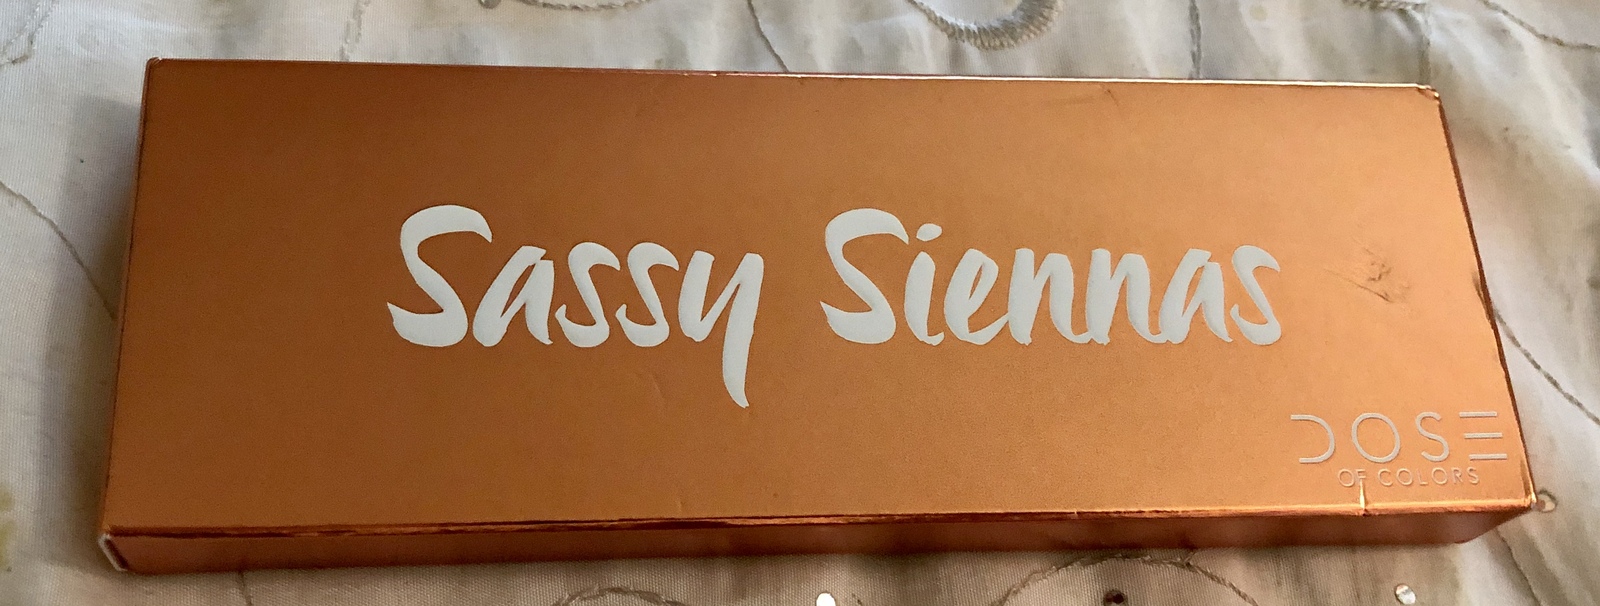 Sassy Siennas
DOSE
OF COLORS